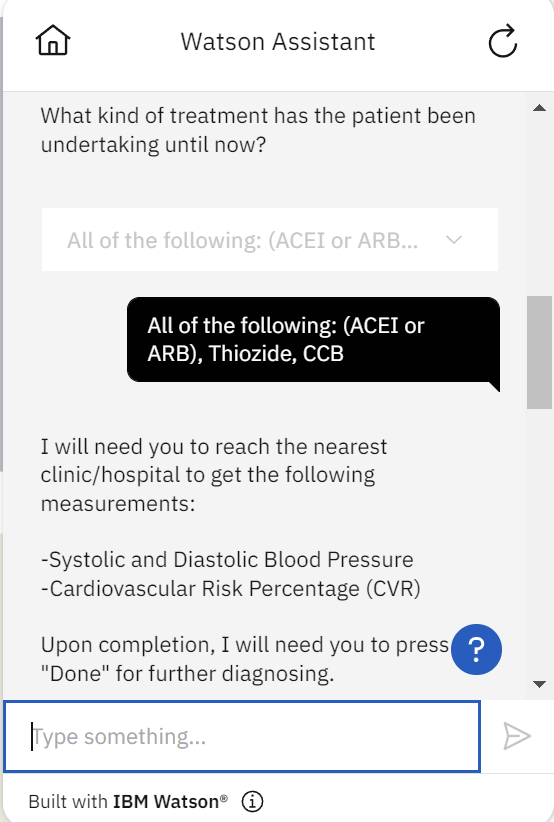 Watson Assistant
What kind of treatment has the patient been
undertaking until now?
All of the following: (ACEI or ARB...
All of the following: (ACEI or
ARB), Thiozide, CCB
I will need you to reach the nearest
clinic/hospital to get the following
measurements:
-Systolic and Diastolic Blood Pressure
-Cardiovascular Risk Percentage (CVR)
Upon completion, I will need you to press
"Done" for further diagnosing.
?
Type something...
Built with IBM Watson®